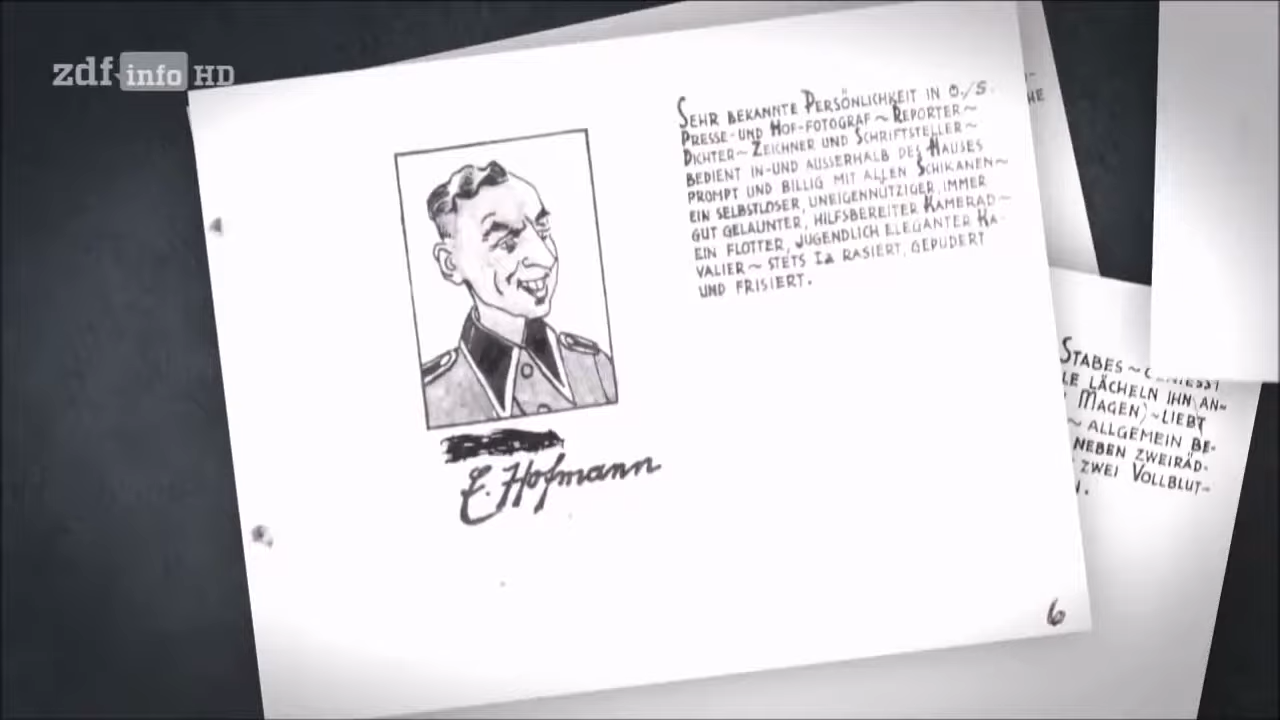 zdf info HD
SEHR BEKANNTE PERSÖNLICHKEIT IN O./S.
PRESSE-UND HOF-FOTOGRAF ~ REPORTER~
DICHTER~ ZEICHNER UND SCHRIFTSTELLER~
BEDIENT IN-UND AUSSERHALB DES HAUSES
PROMPT UND BILLIG MIT ALLEN SCHIKANEN~
EIN SELBSTLOSER, UNEIGENNÜTZIGER, IMMER
GUT GELAUNTER, HILFSBEREITER KAMERAD~
EIN FLOTTER, JUGENDLICH ELEGANTER KA-
VALIER~ STETS Ia RASIERT, GEPUDERT
UND FRISIERT.
E. Hofmann
6
HE
STABES~
LE LÄCHELN IHN AN-
MAGEN)~LIEBT
~ ALLGEMEIN BE-
NEBEN ZWEIRÄD-
ZWEI VOLLBLUT-
N.